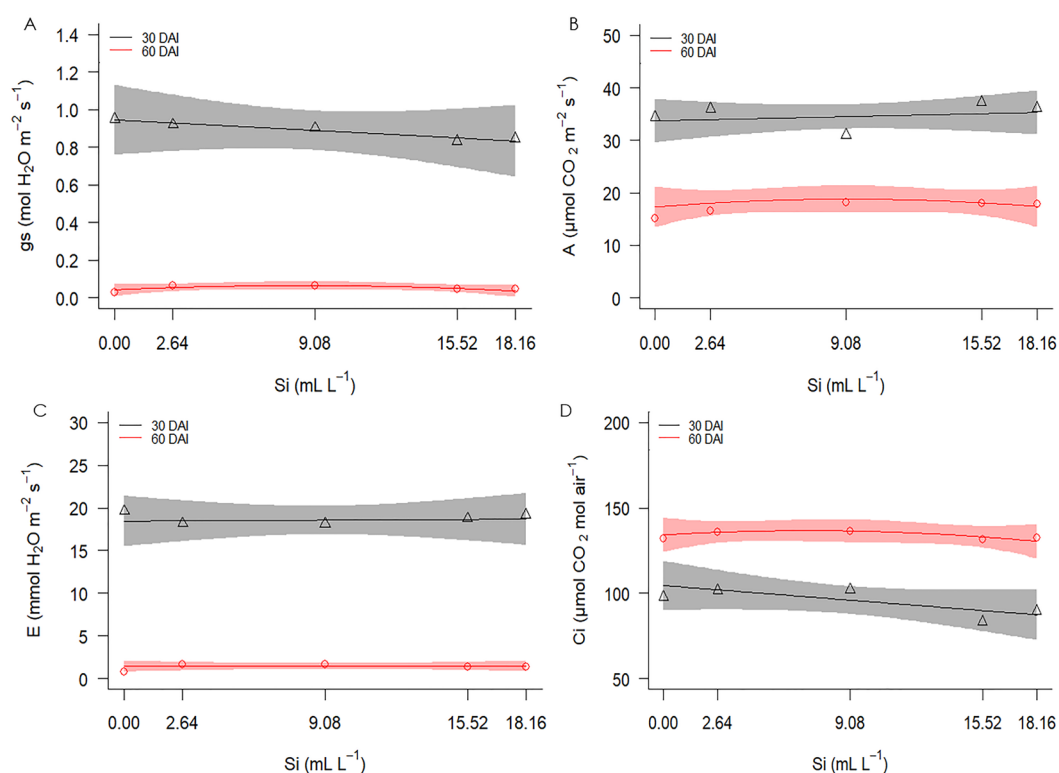 A
30 DAI
60 DAI
gs (mol H₂O m⁻² s⁻¹)
1.4
1.2
1.0
0.8
0.6
0.4
0.2
0.0
0.00 2.64 9.08 15.52 18.16
Si (mL L⁻¹)
B
30 DAI
60 DAI
A (µmol CO₂ m⁻² s⁻¹)
50
40
30
20
10
0
0.00 2.64 9.08 15.52 18.16
Si (mL L⁻¹)
C
30 DAI
60 DAI
E (mmol H₂O m⁻² s⁻¹)
30
25
20
15
10
5
0
0.00 2.64 9.08 15.52 18.16
Si (mL L⁻¹)
D
30 DAI
60 DAI
Ci (µmol CO₂ mol air⁻¹)
200
150
100
50
0.00 2.64 9.08 15.52 18.16
Si (mL L⁻¹)